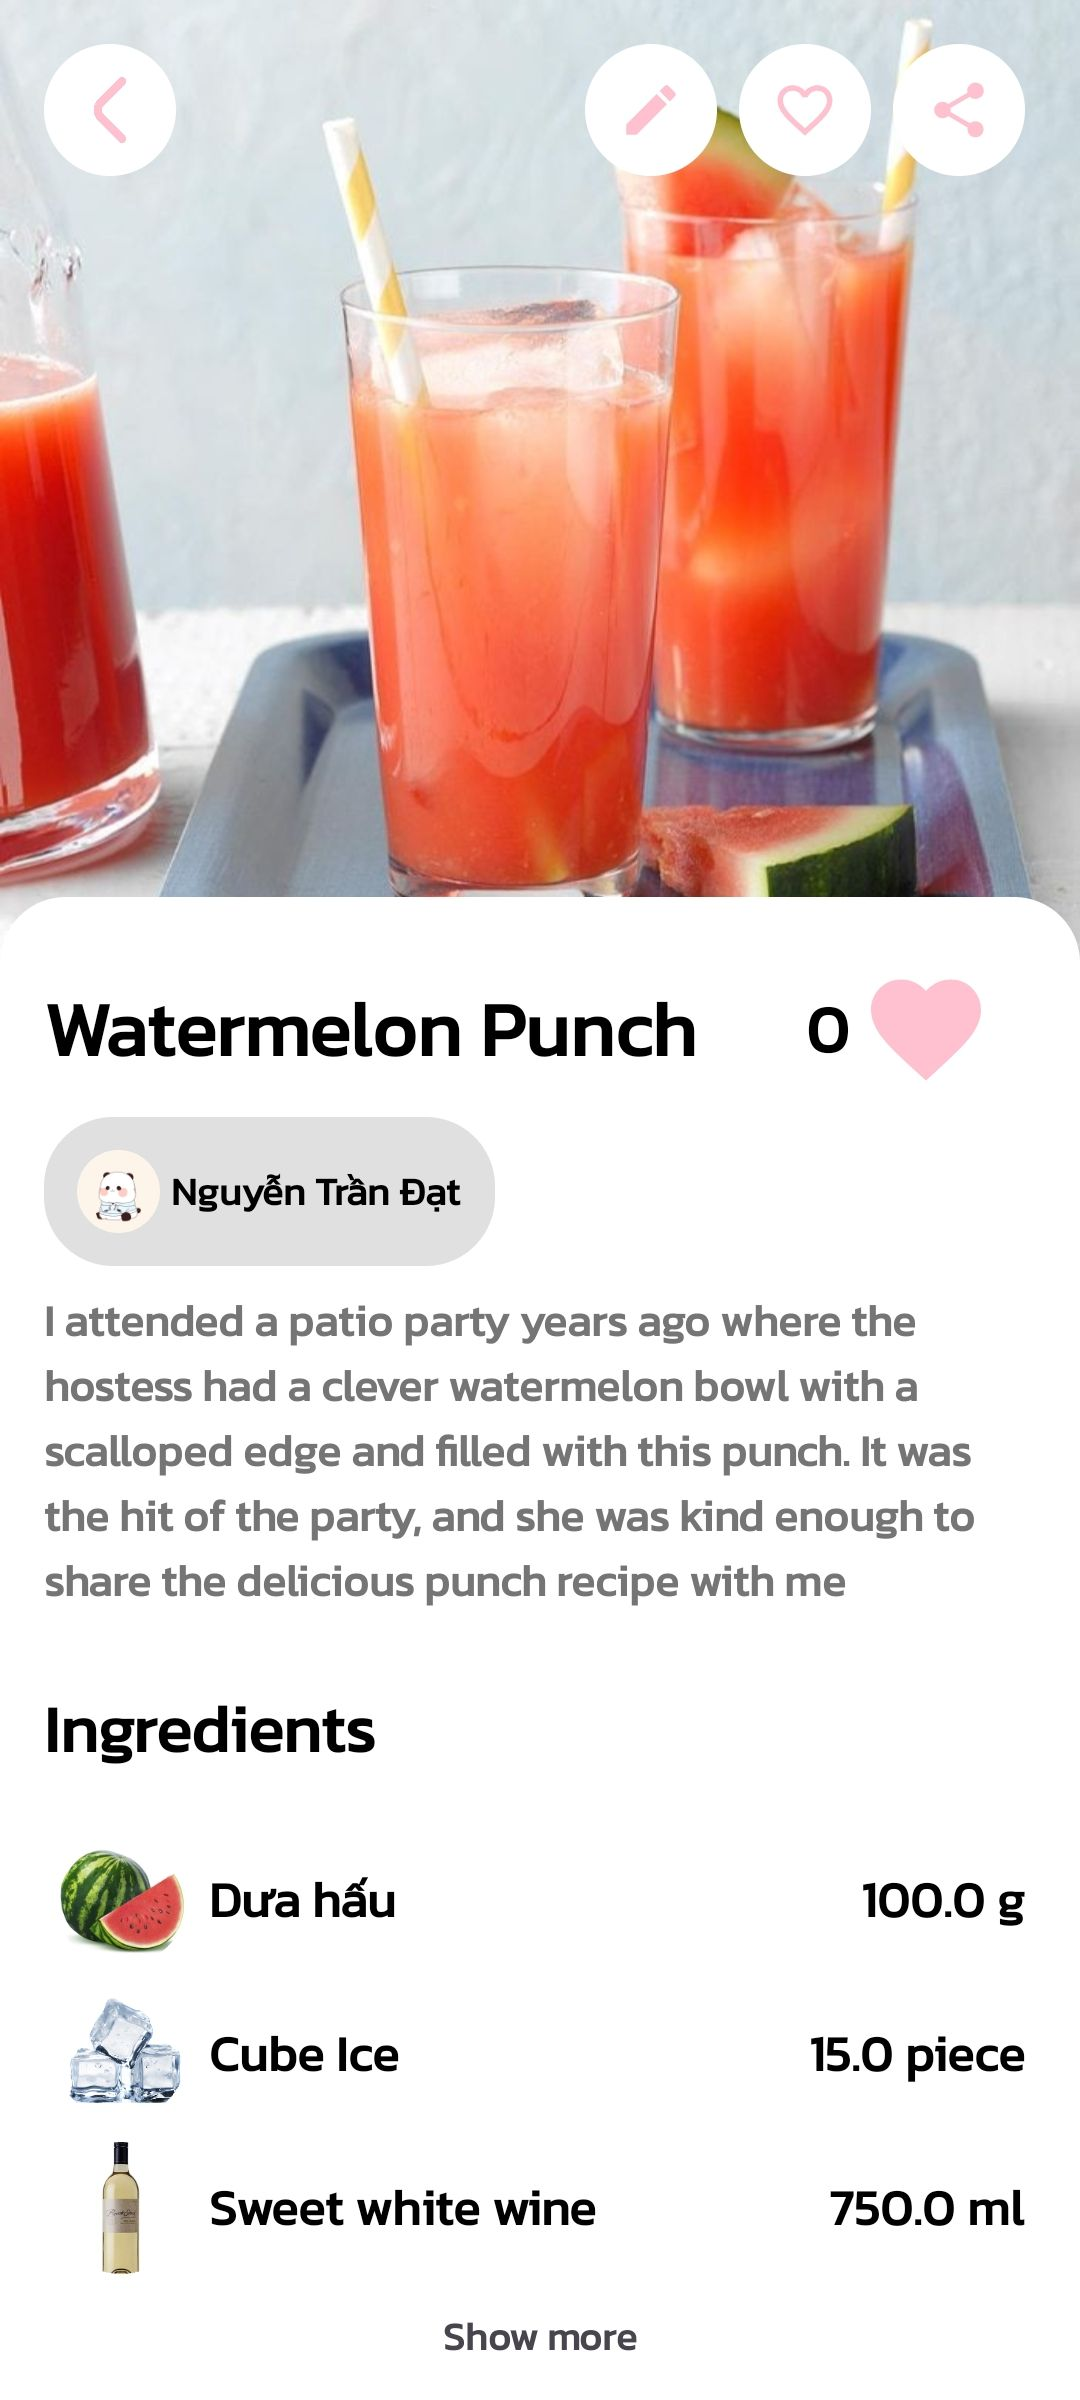 Watermelon Punch
0
Nguyễn Trần Đạt
I attended a patio party years ago where the
hostess had a clever watermelon bowl with a
scalloped edge and filled with this punch. It was
the hit of the party, and she was kind enough to
share the delicious punch recipe with me
Ingredients
Dưa hấu 100.0 g
Cube Ice 15.0 piece
Sweet white wine 750.0 ml
Show more